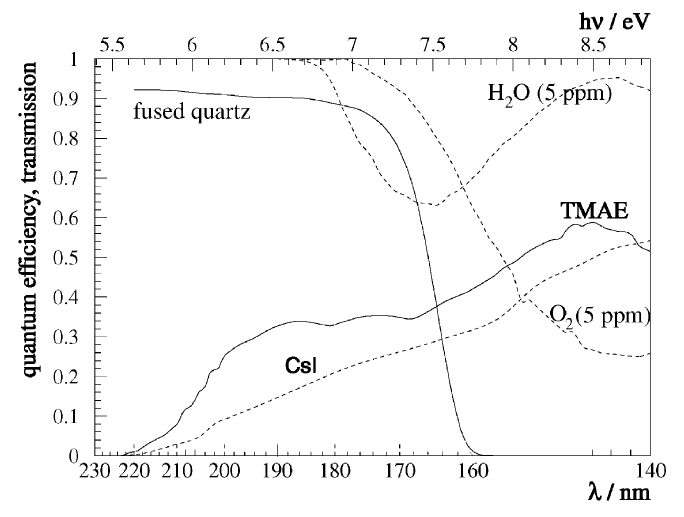 hν / eV
5.5 6 6.5 7 7.5 8 8.5
quantum efficiency, transmission
1
0.9
0.8
0.7
0.6
0.5
0.4
0.3
0.2
0.1
0
fused quartz
H₂O (5 ppm)
TMAE
O₂(5 ppm)
CsI
230 220 210 200 190 180 170 160 140
λ / nm